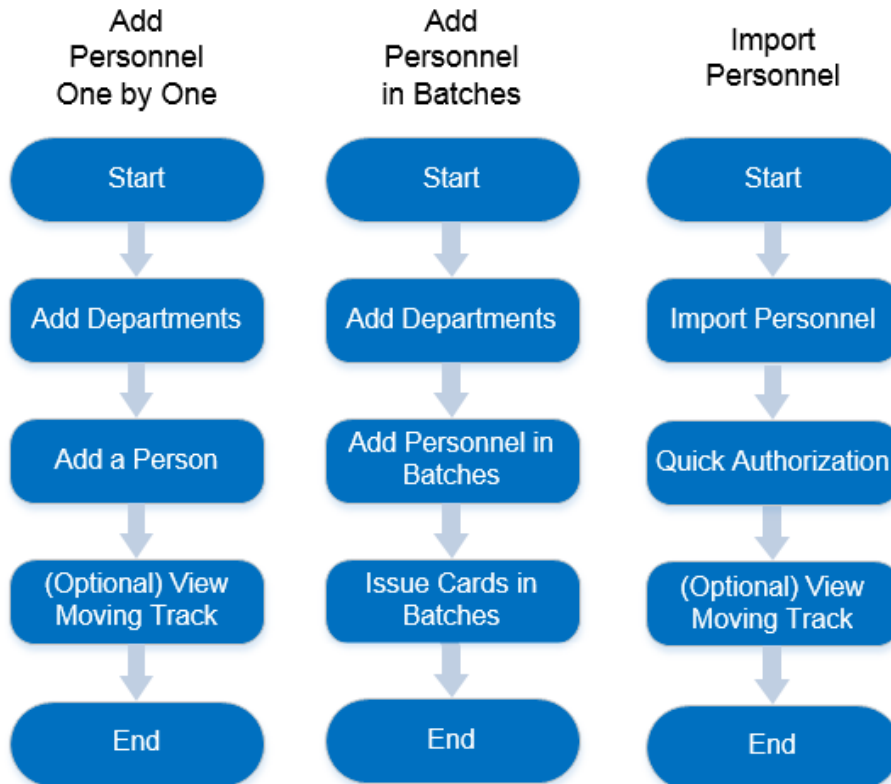 Add
Personnel
One by One
Start
Add Departments
Add a Person
(Optional) View
Moving Track
End
Add
Personnel
in Batches
Start
Add Departments
Add Personnel in
Batches
Issue Cards in
Batches
End
Import
Personnel
Start
Import Personnel
Quick Authorization
(Optional) View
Moving Track
End